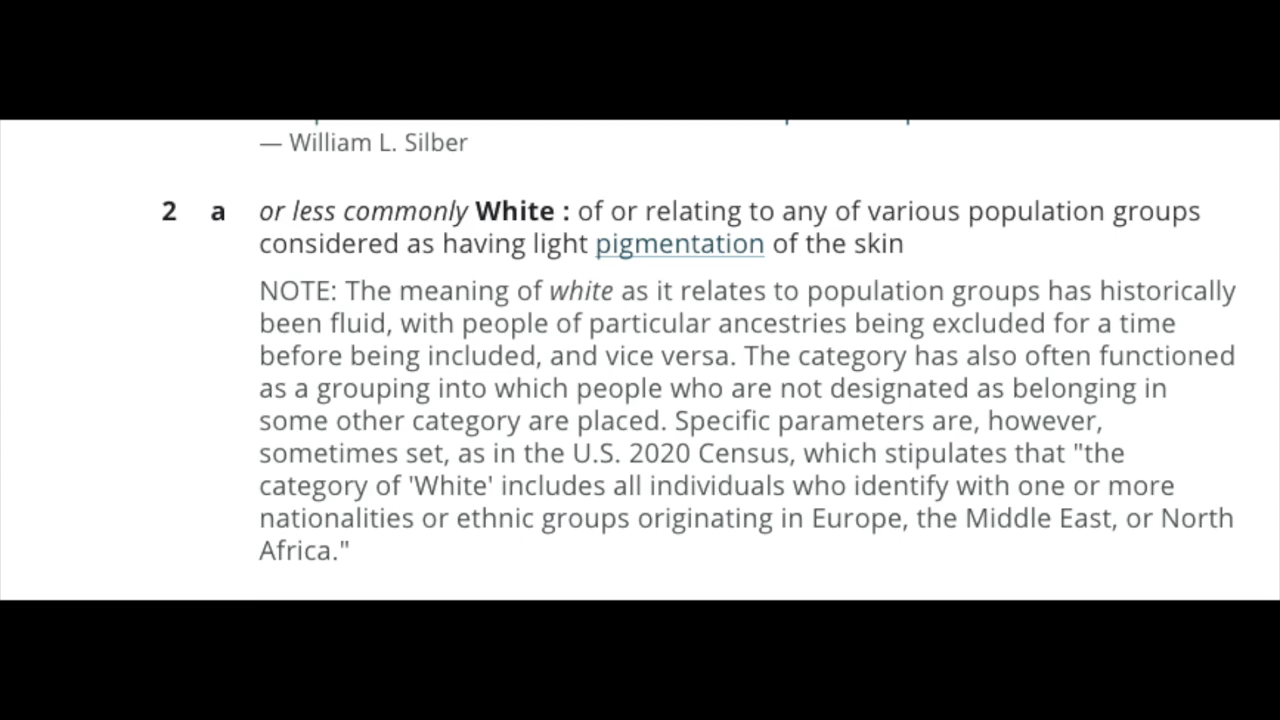 — William L. Silber
2 a or less commonly White : of or relating to any of various population groups
considered as having light pigmentation of the skin
NOTE: The meaning of white as it relates to population groups has historically
been fluid, with people of particular ancestries being excluded for a time
before being included, and vice versa. The category has also often functioned
as a grouping into which people who are not designated as belonging in
some other category are placed. Specific parameters are, however,
sometimes set, as in the U.S. 2020 Census, which stipulates that "the
category of 'White' includes all individuals who identify with one or more
nationalities or ethnic groups originating in Europe, the Middle East, or North
Africa."